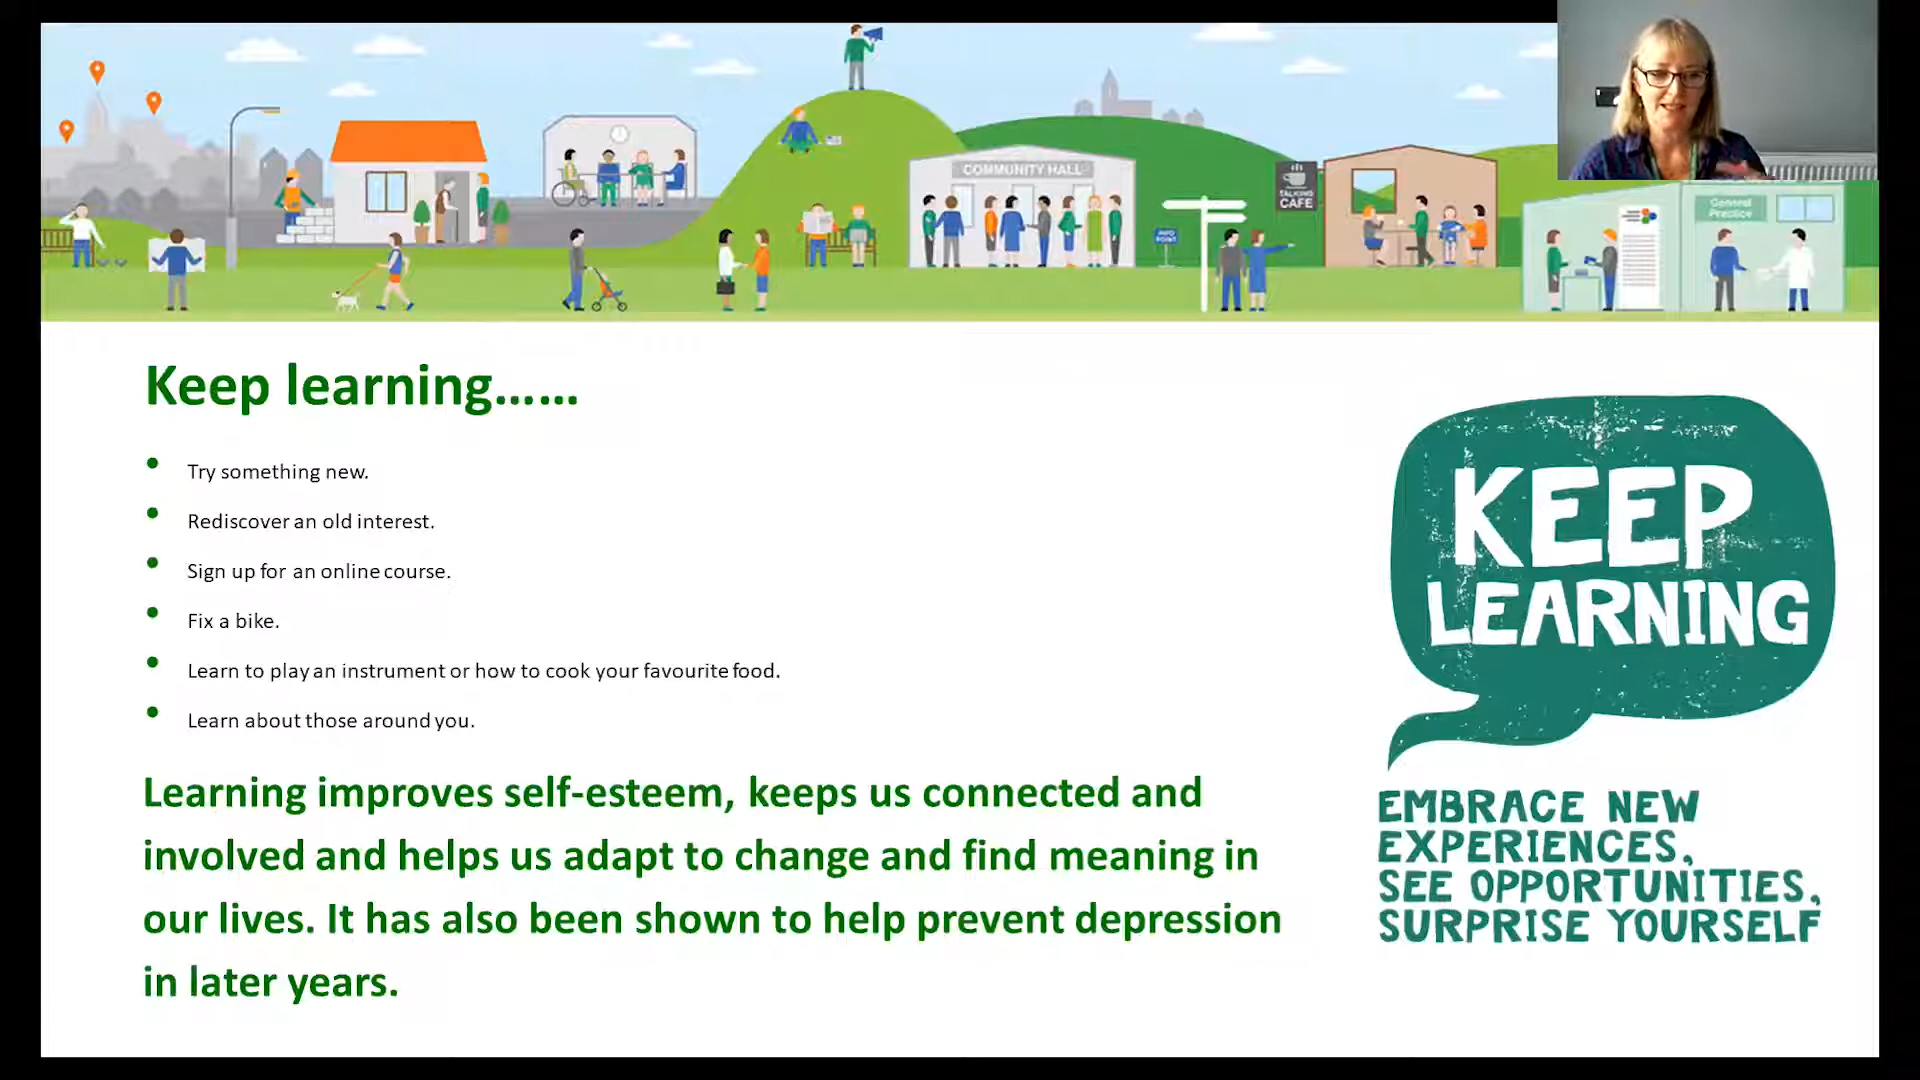 COMMUNITY HALL
TALKING
CAFE
INFO
POINT
General
Practice
Keep learning......
• Try something new.
• Rediscover an old interest.
• Sign up for an online course.
• Fix a bike.
• Learn to play an instrument or how to cook your favourite food.
• Learn about those around you.
Learning improves self-esteem, keeps us connected and
involved and helps us adapt to change and find meaning in
our lives. It has also been shown to help prevent depression
in later years.
KEEP
LEARNING
EMBRACE NEW
EXPERIENCES,
SEE OPPORTUNITIES,
SURPRISE YOURSELF